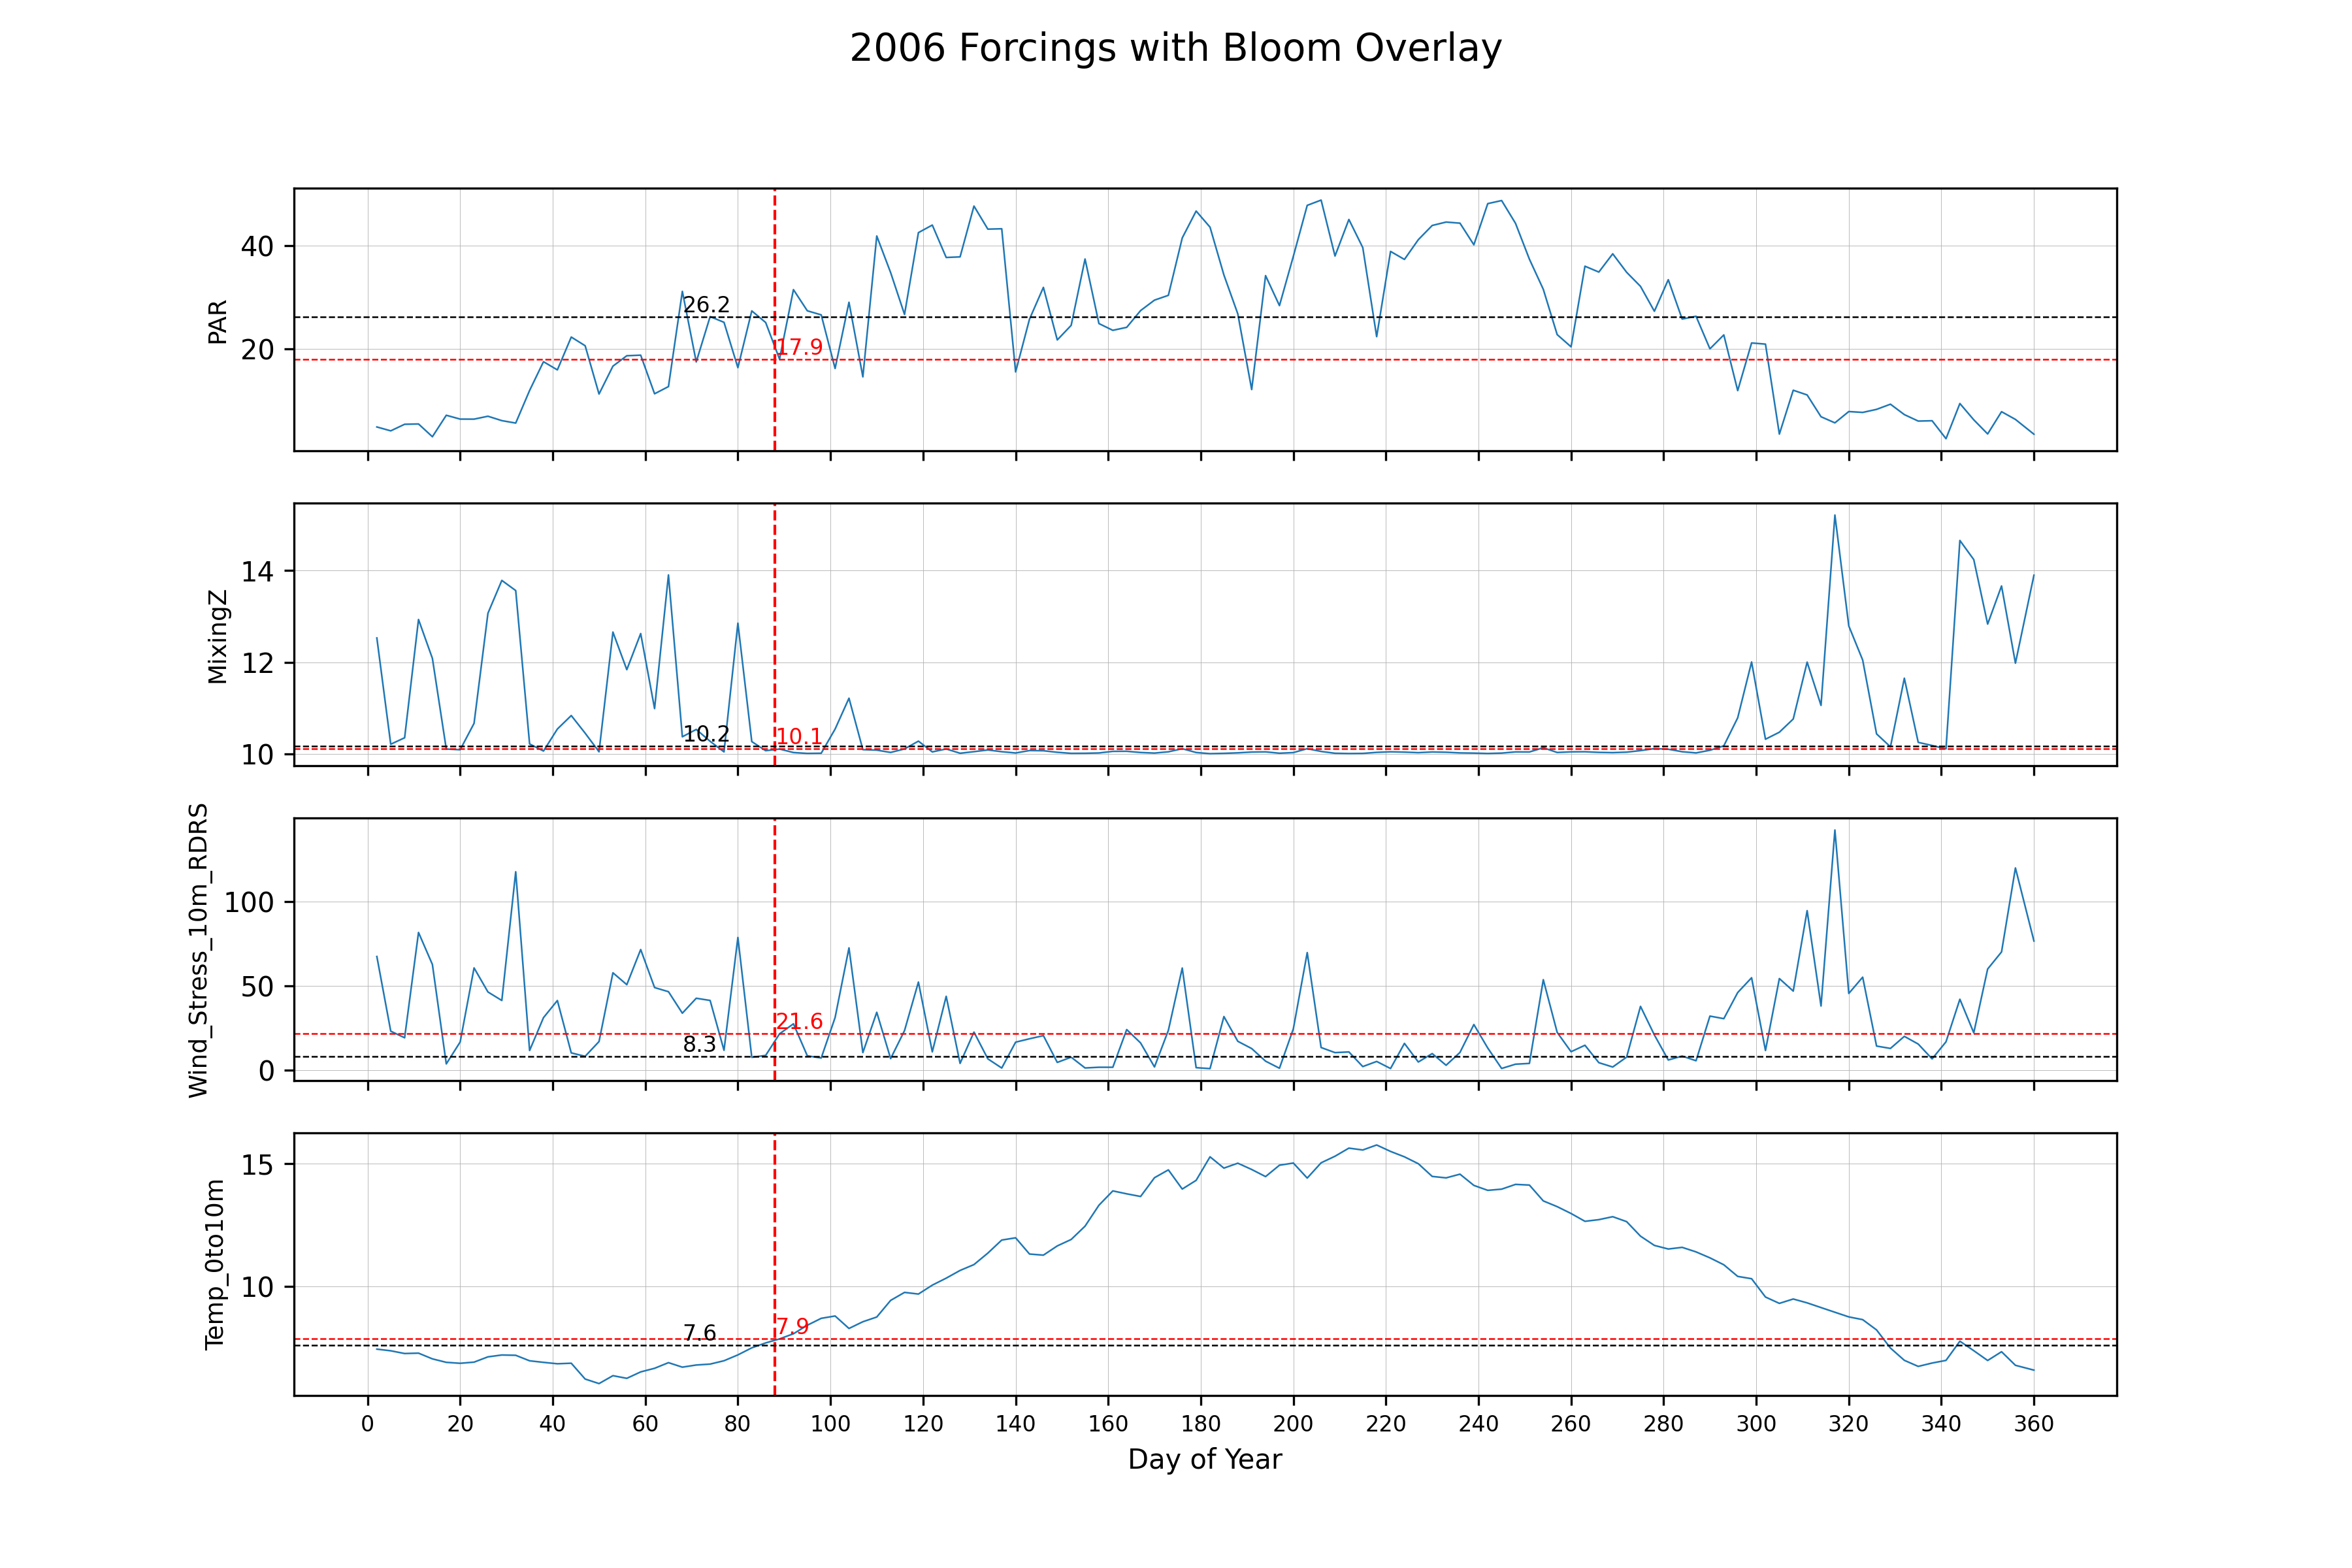 2006 Forcings with Bloom Overlay
PAR
40
20
26.2
17.9
MixingZ
14
12
10
10.2
10.1
Wind_Stress_10m_RDRS
100
50
0
21.6
8.3
Temp_0to10m
15
10
7.6
7.9
0 20 40 60 80 100 120 140 160 180 200 220 240 260 280 300 320 340 360
Day of Year